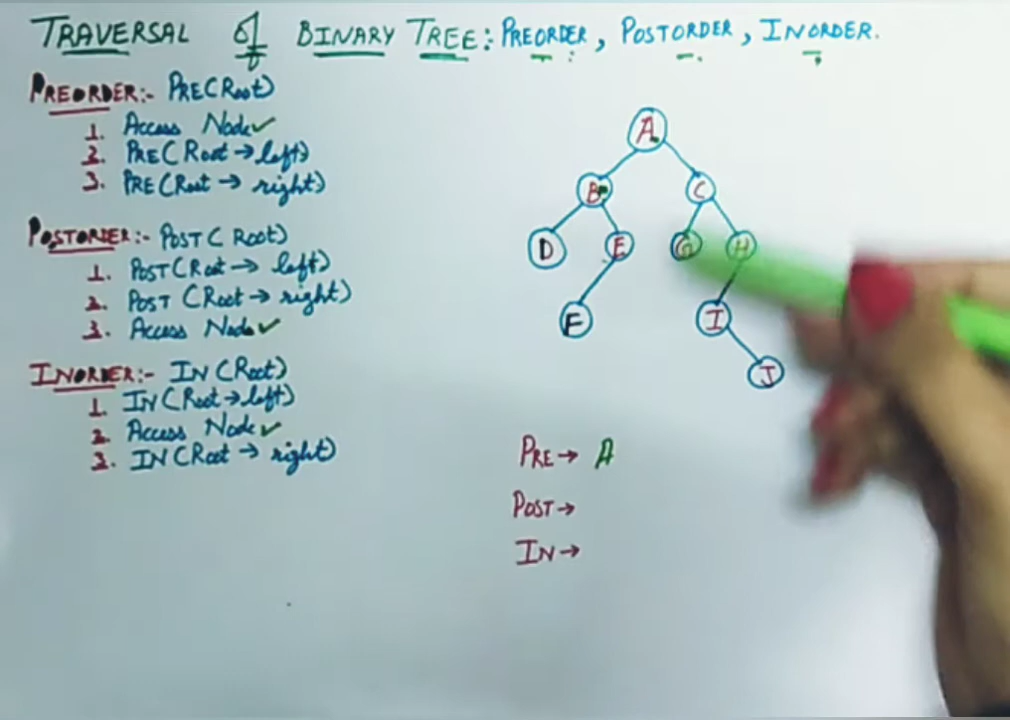 TRAVERSAL of BINARY TREE: PREORDER, POSTORDER, INORDER.
PREORDER:- PRE(Root)
1. Access Node✓
2. PRE(Root → left)
3. PRE(Root → right)
POSTORDER:- POST(Root)
1. POST(Root → left)
2. POST (Root → right)
3. Access Node✓
INORDER:- IN(Root)
1. IN(Root → left)
2. Access Node✓
3. IN(Root → right)
A
B C
D E G H
F I
J
PRE→ A
POST→
IN→